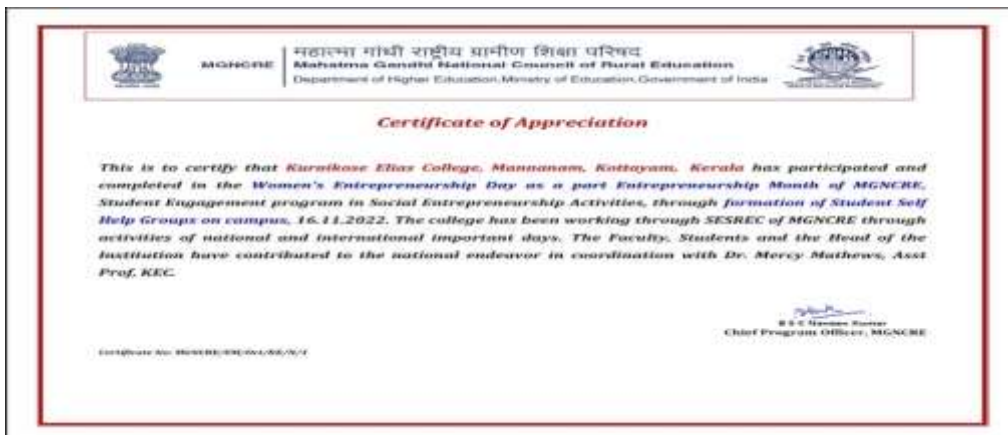 महात्मा गांधी राष्ट्रीय ग्रामीण शिक्षा परिषद
MGNCRE
Mahatma Gandhi National Council of Rural Education
Department of Higher Education, Ministry of Education, Government of India
Certificate of Appreciation
This is to certify that Kurnikose Elias College, Mannanam, Kottayam, Kerala has participated and
completed in the Women's Entrepreneurship Day as a part Entrepreneurship Month of MGNCRE,
Student Engagement program in Social Entrepreneurship Activities, through formation of Student Self
Help Groups on campus, 16.11.2022. The college has been working through SESREC of MGNCRE through
activities of national and international important days. The Faculty, Students and the Head of the
Institution have contributed to the national endeavor in coordination with Dr. Mercy Mathews, Asst
Prof, KEC.
Naveen Kumar
Chief Program Officer, MGNCRE
Certificate No: